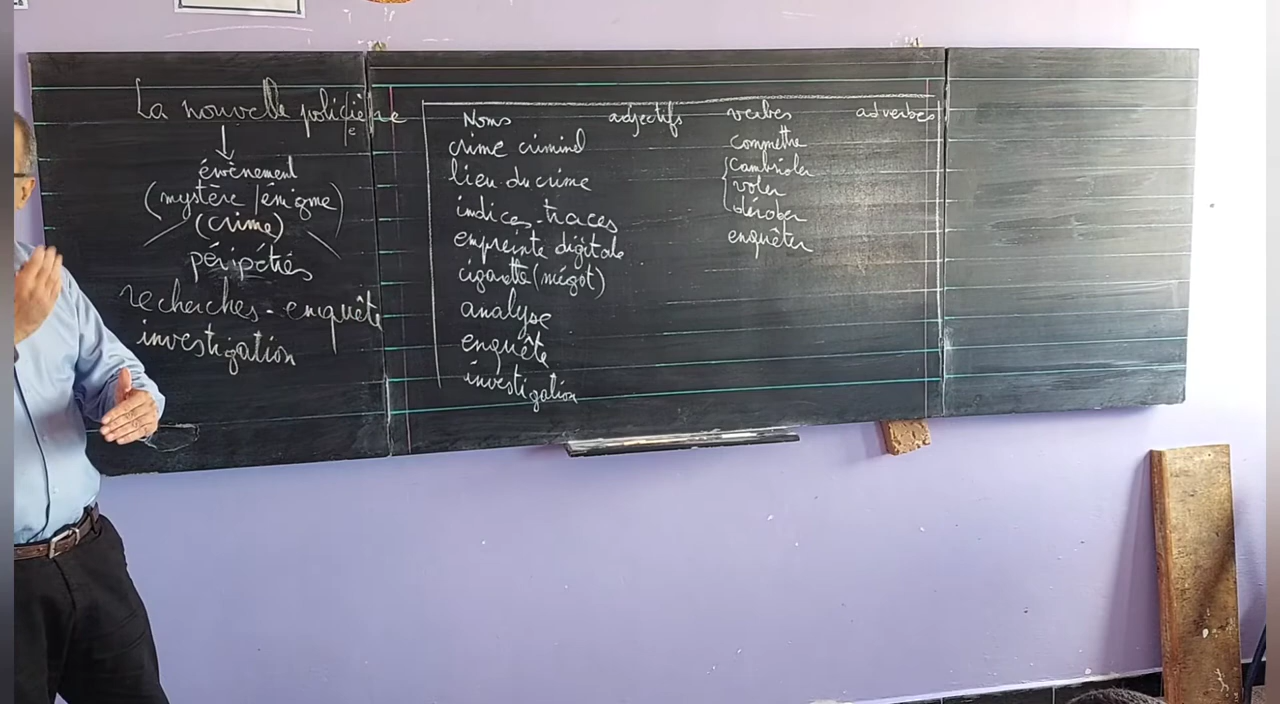 La nouvelle policière
↓
évènement
(mystère / énigme)
(crime)
péripéties
recherches - enquête
investigation
Noms adjectifs verbes adverbes
crime criminel commettre
lieu du crime cambrioler
voler
indices - traces dérober
empreinte digitale enquêter
cigarette (mégot)
analyse
enquête
investigation